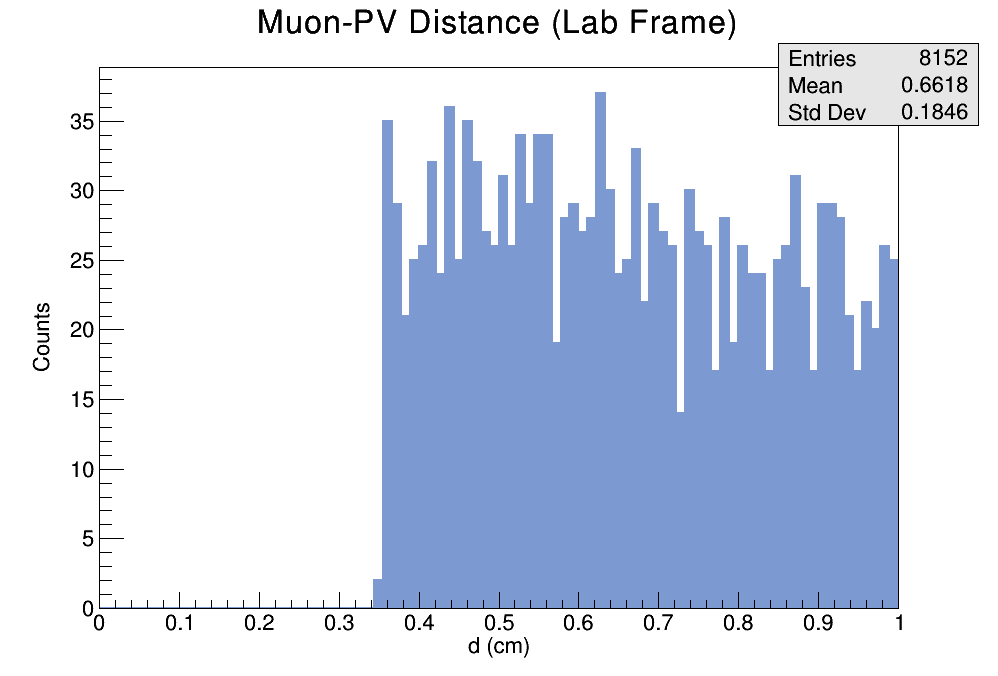 Muon-PV Distance (Lab Frame)
Entries 8152
Mean 0.6618
Std Dev 0.1846
Counts
35
30
25
20
15
10
5
0
0 0.1 0.2 0.3 0.4 0.5 0.6 0.7 0.8 0.9 1
d (cm)